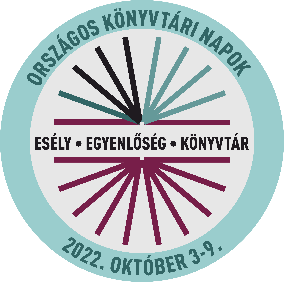 ORSZÁGOS KÖNYVTÁRI NAPOK
ESÉLY • EGYENLŐSÉG • KÖNYVTÁR
2022. OKTÓBER 3-9.